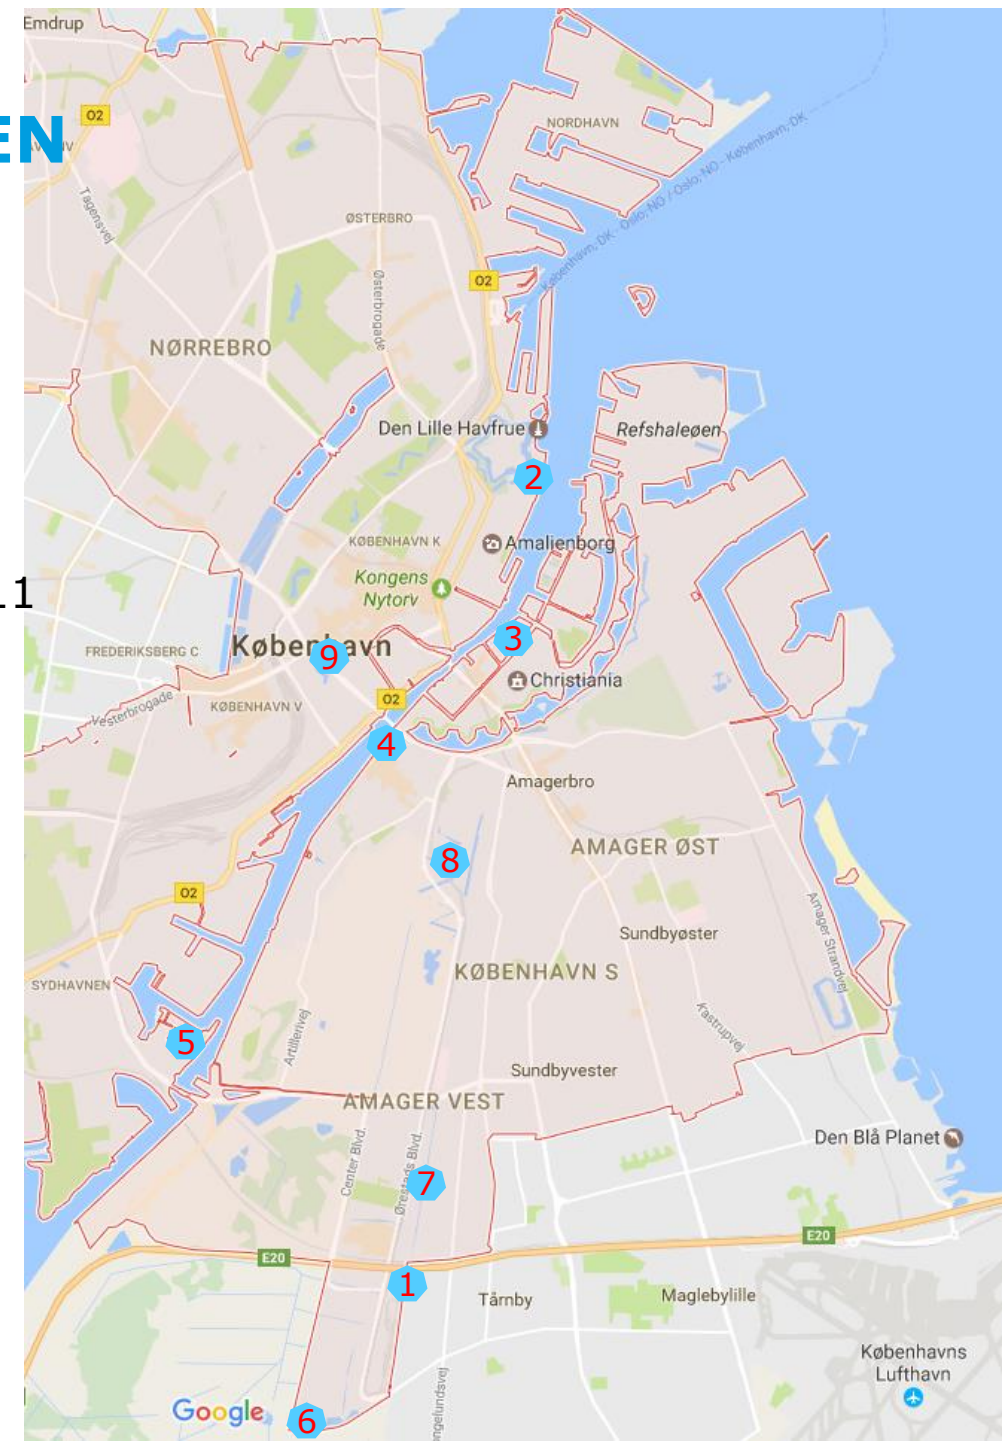 Emdrup
O2
EN
NV
NORDHAVN
Tagensvej
København, DK - Oslo, NO / Oslo, NO - København, DK
ØSTERBRO
O2
Østerbrogade
NØRREBRO
Den Lille Havfrue
Refshaleøen
2
KØBENHAVN K
Amalienborg
Kongens
Nytorv
11
3
København
FREDERIKSBERG C
9
Christiania
O2
Vesterbrogade
KØBENHAVN V
4
Amagerbro
8
AMAGER ØST
O2
Amager Strandvej
Sundbyøster
KØBENHAVN S
SYDHAVNEN
Artillerivej
Kastrupvej
5
Sundbyvester
AMAGER VEST
Den Blå Planet
Center Blvd.
Ørestads Blvd.
7
E20
E20
1
Tårnby
Maglebylille
Københavns
Lufthavn
Google
6
ngelundsvej